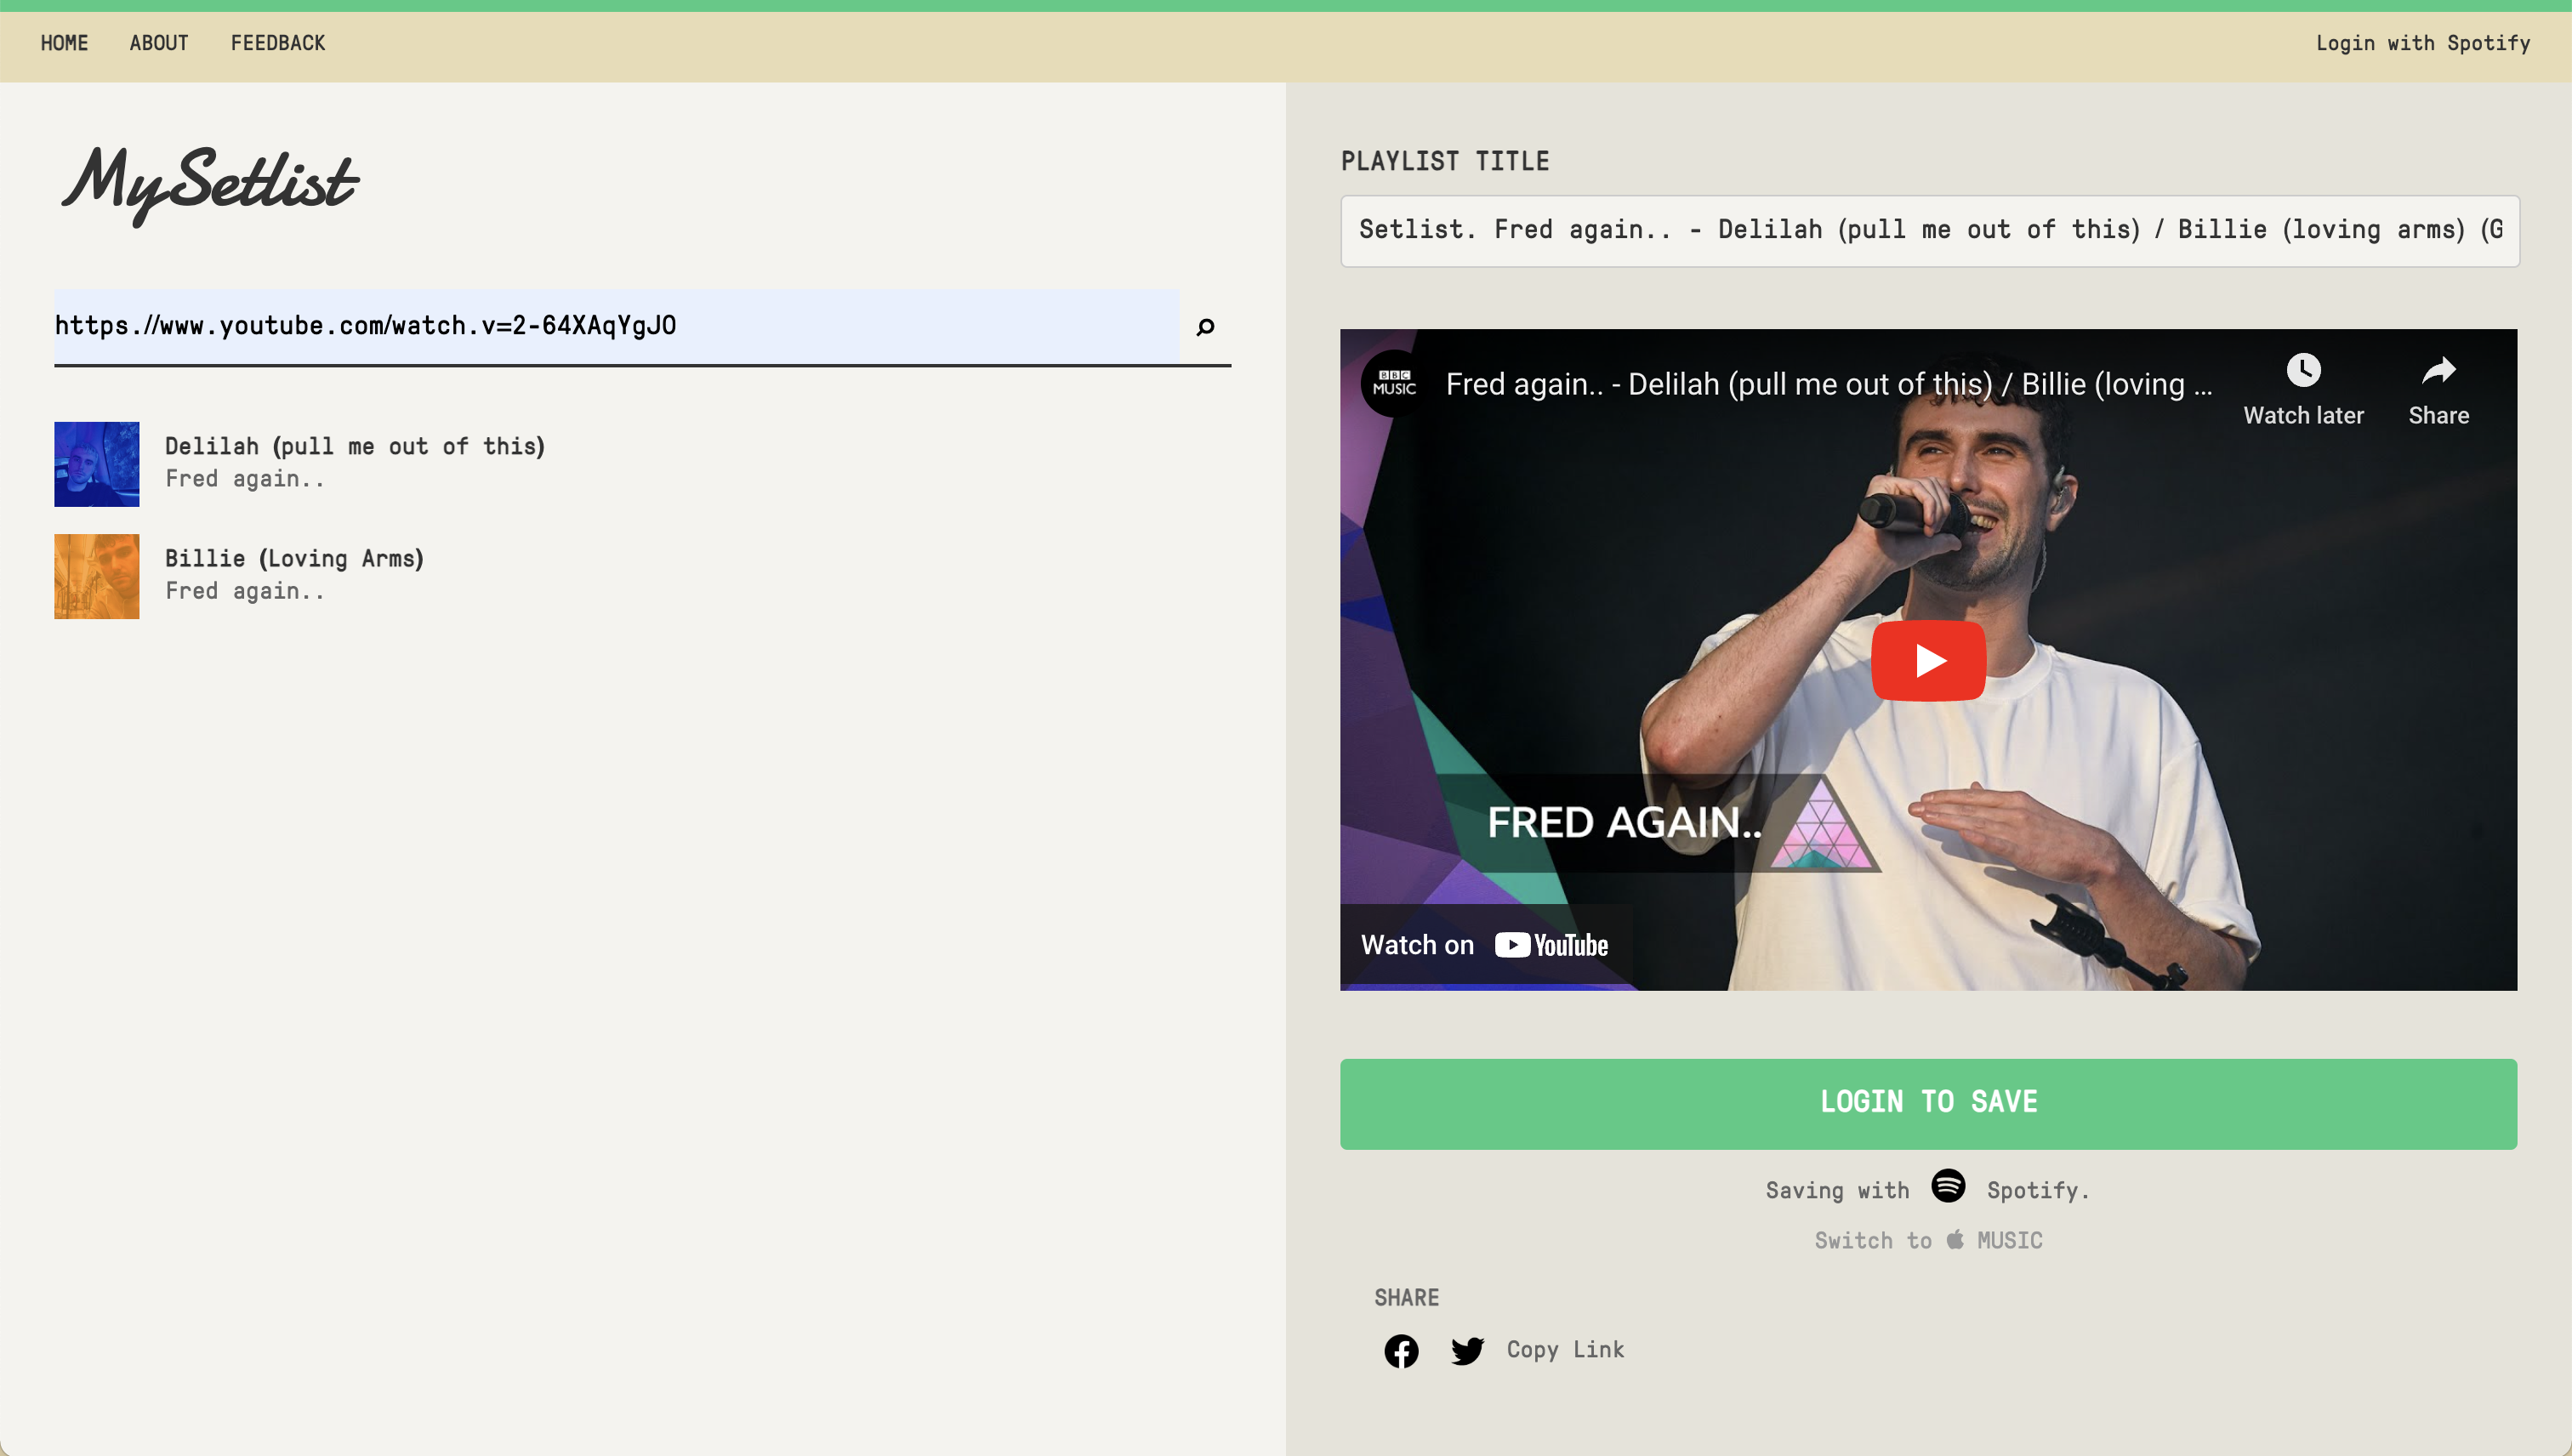 HOME ABOUT FEEDBACK Login with Spotify
MySetlist
https.//www.youtube.com/watch.v=2-64XAqYgJO
Delilah (pull me out of this)
Fred again..
Billie (Loving Arms)
Fred again..
PLAYLIST TITLE
Setlist. Fred again.. - Delilah (pull me out of this) / Billie (loving arms) (G
BBC MUSIC
Fred again.. - Delilah (pull me out of this) / Billie (loving ...
Watch later
Share
FRED AGAIN..
Watch on YouTube
LOGIN TO SAVE
Saving with Spotify.
Switch to MUSIC
SHARE
Copy Link